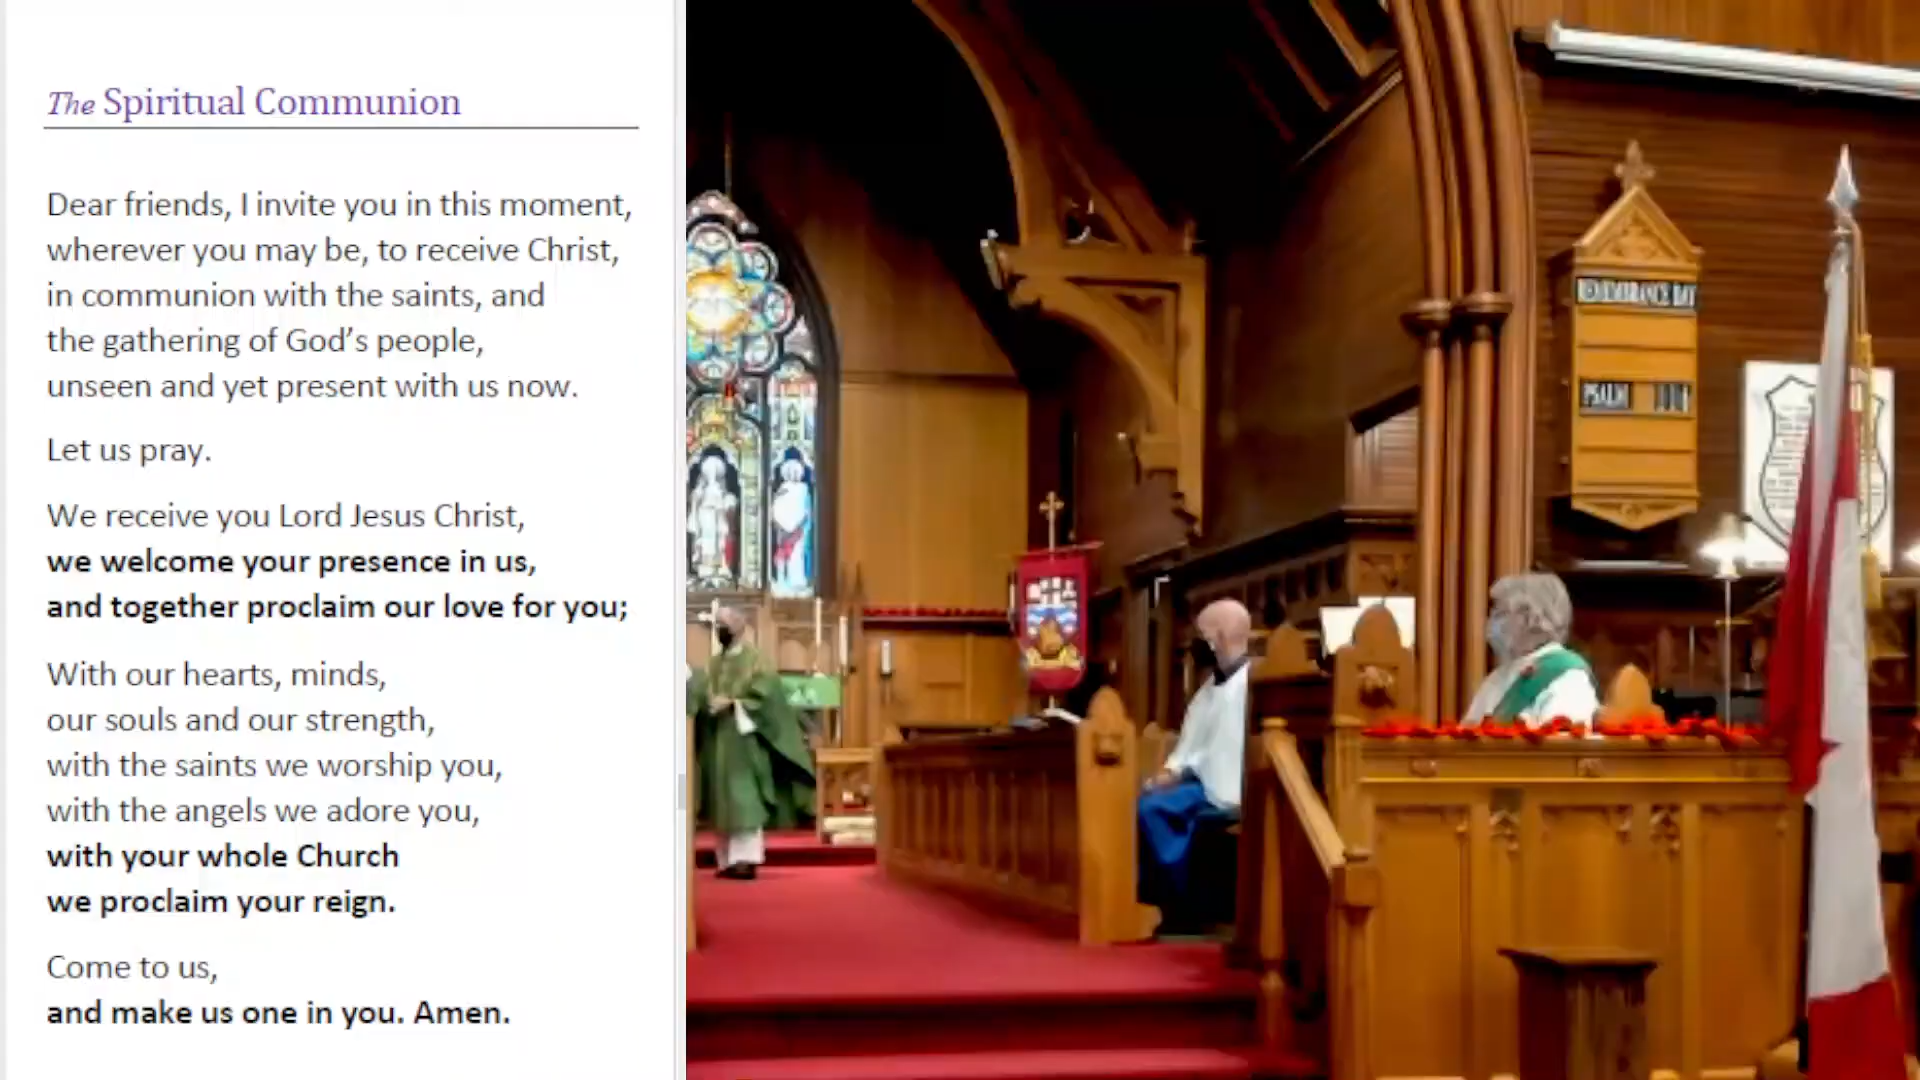 The Spiritual Communion
Dear friends, I invite you in this moment,
wherever you may be, to receive Christ,
in communion with the saints, and
the gathering of God's people,
unseen and yet present with us now.
Let us pray.
We receive you Lord Jesus Christ,
we welcome your presence in us,
and together proclaim our love for you;
With our hearts, minds,
our souls and our strength,
with the saints we worship you,
with the angels we adore you,
with your whole Church
we proclaim your reign.
Come to us,
and make us one in you. Amen.
REMEMBRANCE DAY
PSALM